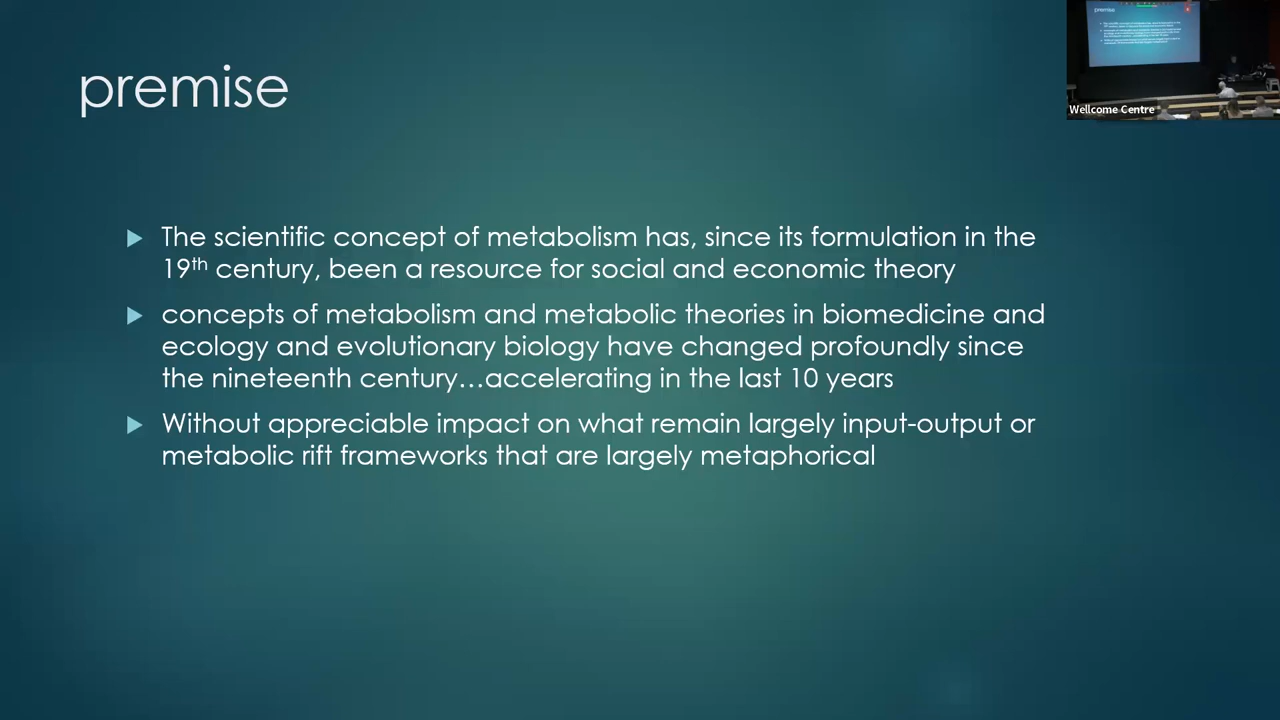 premise
Wellcome Centre
The scientific concept of metabolism has, since its formulation in the
19th century, been a resource for social and economic theory
concepts of metabolism and metabolic theories in biomedicine and
ecology and evolutionary biology have changed profoundly since
the nineteenth century…accelerating in the last 10 years
Without appreciable impact on what remain largely input-output or
metabolic rift frameworks that are largely metaphorical